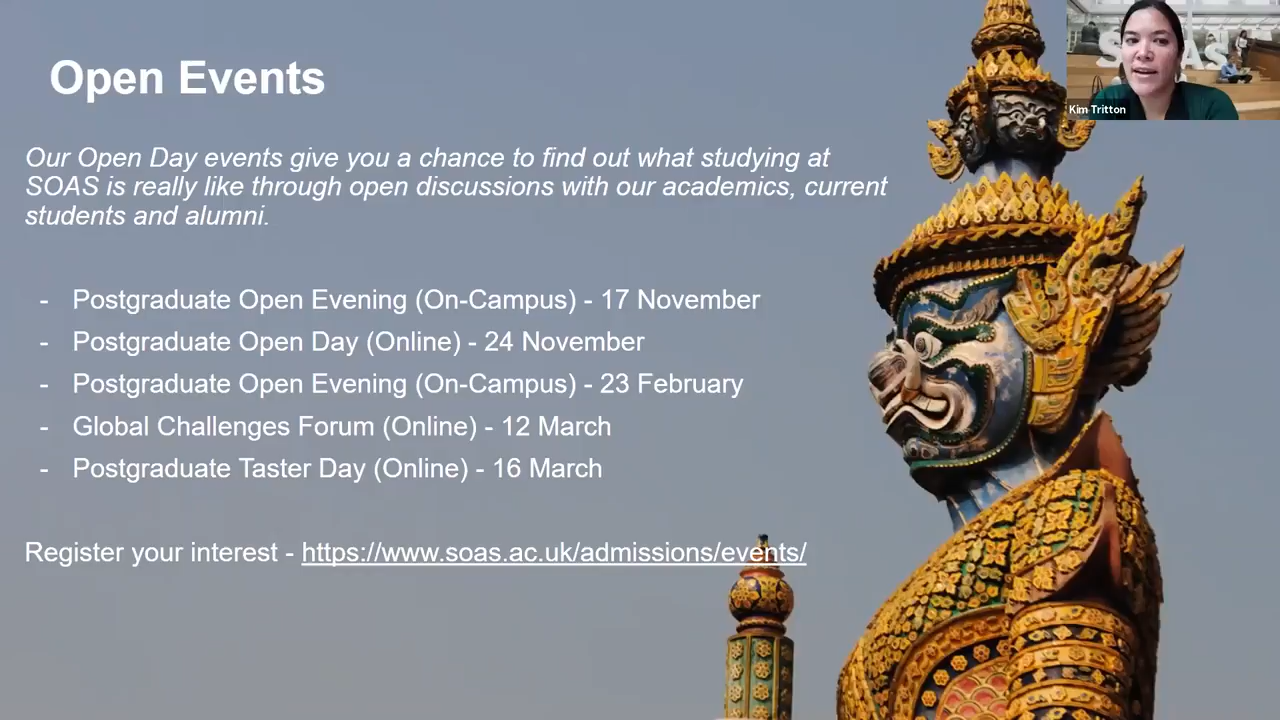 Open Events
Our Open Day events give you a chance to find out what studying at
SOAS is really like through open discussions with our academics, current
students and alumni.
- Postgraduate Open Evening (On-Campus) - 17 November
- Postgraduate Open Day (Online) - 24 November
- Postgraduate Open Evening (On-Campus) - 23 February
- Global Challenges Forum (Online) - 12 March
- Postgraduate Taster Day (Online) - 16 March
Register your interest - https://www.soas.ac.uk/admissions/events/
SOAS
Kim Tritton